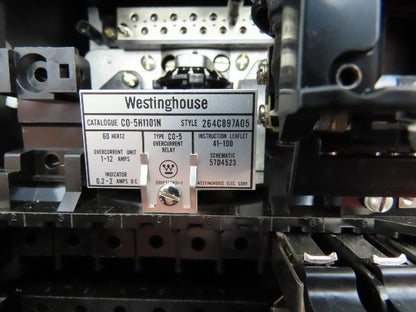 Westinghouse
CATALOGUE CO-5H1101N STYLE 264C897A05
60 HERTZ
OVERCURRENT UNIT
1-12 AMPS
INDICATOR
0.2-2 AMPS D C
TYPE CO-5
OVERCURRENT
RELAY
W
INSTRUCTION LEAFLET
41-100
SCHEMATIC
57D4523
WESTINGHOUSE ELEC CORP